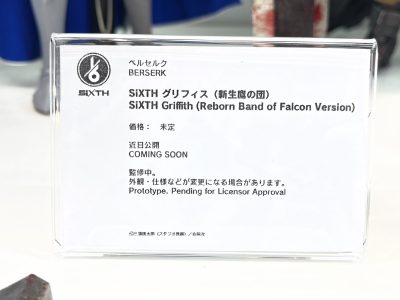 SiXTH
ベルセルク
BERSERK
SiXTH グリフィス（新生鷹の団）
SiXTH Griffith (Reborn Band of Falcon Version)
価格： 未定
近日公開
COMING SOON
監修中。
外観・仕様などが変更になる場合があります。
Prototype. Pending for Licensor Approval